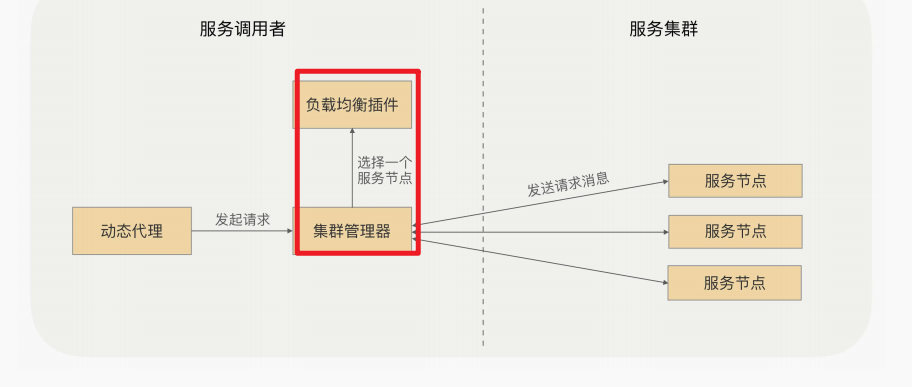 服务调用者
服务集群
负载均衡插件
选择一个
服务节点
发送请求消息
服务节点
动态代理
发起请求
集群管理器
服务节点
服务节点